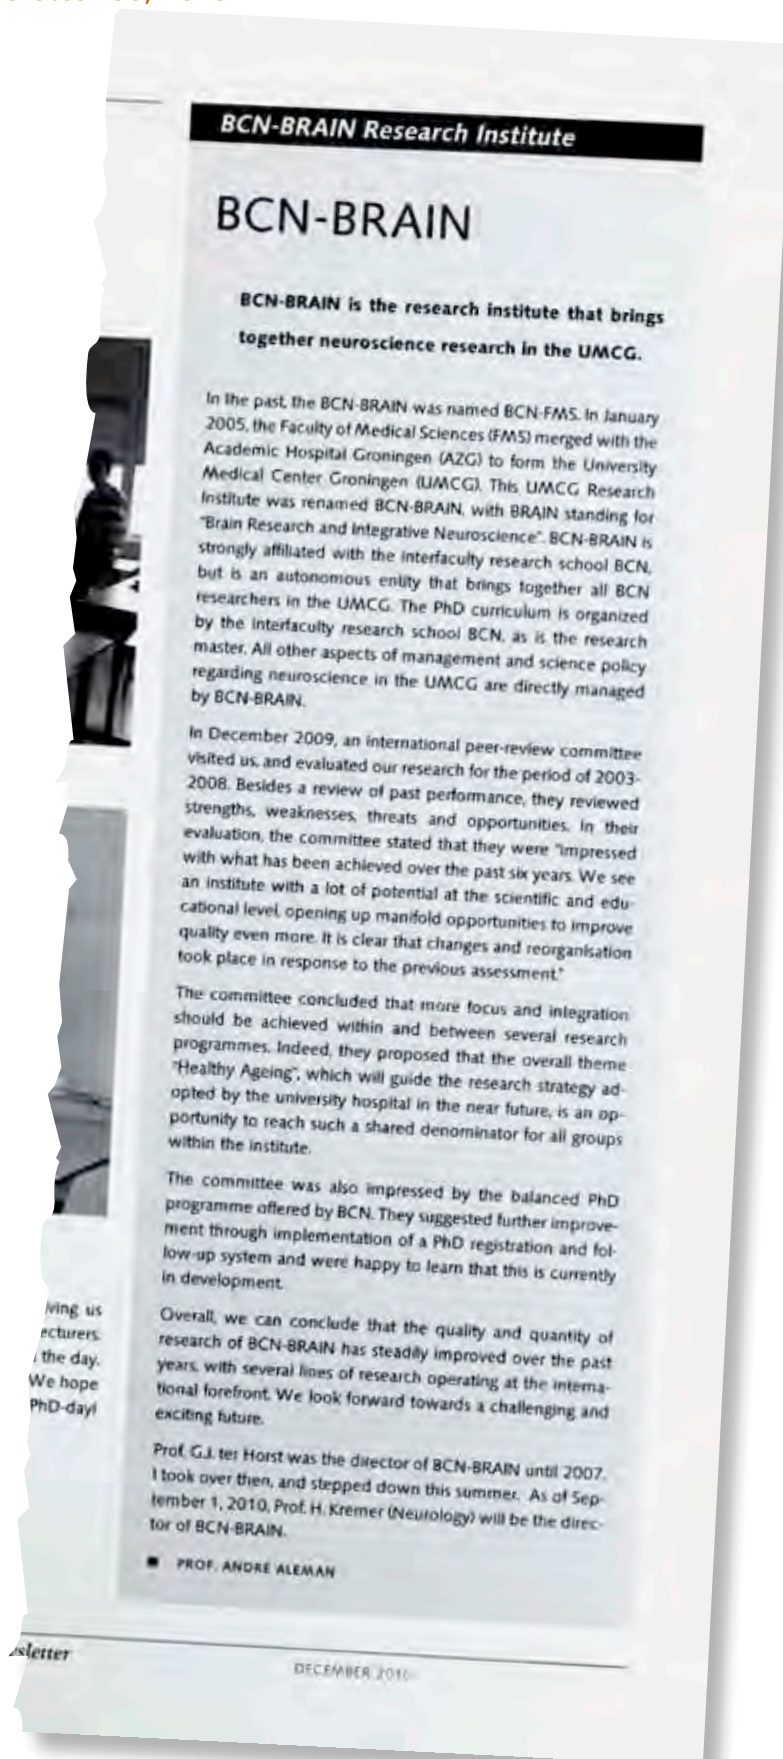 BCN-BRAIN Research Institute
BCN-BRAIN
BCN-BRAIN is the research institute that brings
together neuroscience research in the UMCG.
In the past, the BCN-BRAIN was named BCN-FMS. In January
2005, the Faculty of Medical Sciences (FMS) merged with the
Academic Hospital Groningen (AZG) to form the University
Medical Center Groningen (UMCG). This UMCG Research
Institute was renamed BCN-BRAIN, with BRAIN standing for
"Brain Research and Integrative Neuroscience". BCN-BRAIN is
strongly affiliated with the interfaculty research school BCN,
but is an autonomous entity that brings together all BCN
researchers in the UMCG. The PhD curriculum is organized
by the interfaculty research school BCN, as is the research
master. All other aspects of management and science policy
regarding neuroscience in the UMCG are directly managed
by BCN-BRAIN.
In December 2009, an international peer-review committee
visited us, and evaluated our research for the period of 2003-
2008. Besides a review of past performance, they reviewed
strengths, weaknesses, threats and opportunities. In their
evaluation, the committee stated that they were "impressed
with what has been achieved over the past six years. We see
an institute with a lot of potential at the scientific and edu-
cational level, opening up manifold opportunities to improve
quality even more. It is clear that changes and reorganisation
took place in response to the previous assessment."
The committee concluded that more focus and integration
should be achieved within and between several research
programmes. Indeed, they proposed that the overall theme
"Healthy Ageing", which will guide the research strategy ad-
opted by the university hospital in the near future, is an op-
portunity to reach such a shared denominator for all groups
within the institute.
The committee was also impressed by the balanced PhD
programme offered by BCN. They suggested further improve-
ment through implementation of a PhD registration and fol-
low-up system and were happy to learn that this is currently
in development.
Overall, we can conclude that the quality and quantity of
research of BCN-BRAIN has steadily improved over the past
years, with several lines of research operating at the interna-
tional forefront. We look forward towards a challenging and
exciting future.
Prof. G.J. ter Horst was the director of BCN-BRAIN until 2007.
I took over then, and stepped down this summer. As of Sep-
tember 1, 2010, Prof. H. Kremer (Neurology) will be the direc-
tor of BCN-BRAIN.
■ PROF. ANDRÉ ALEMAN
lving us
ecturers.
the day.
We hope
PhD-day!
sletter
DECEMBER 2010